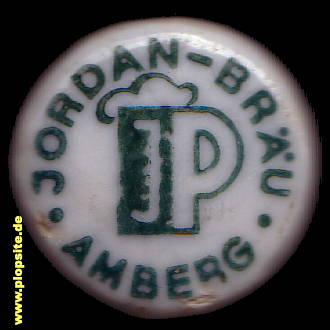 • JORDAN-BRÄU •
JP
AMBERG
www.plopsite.de